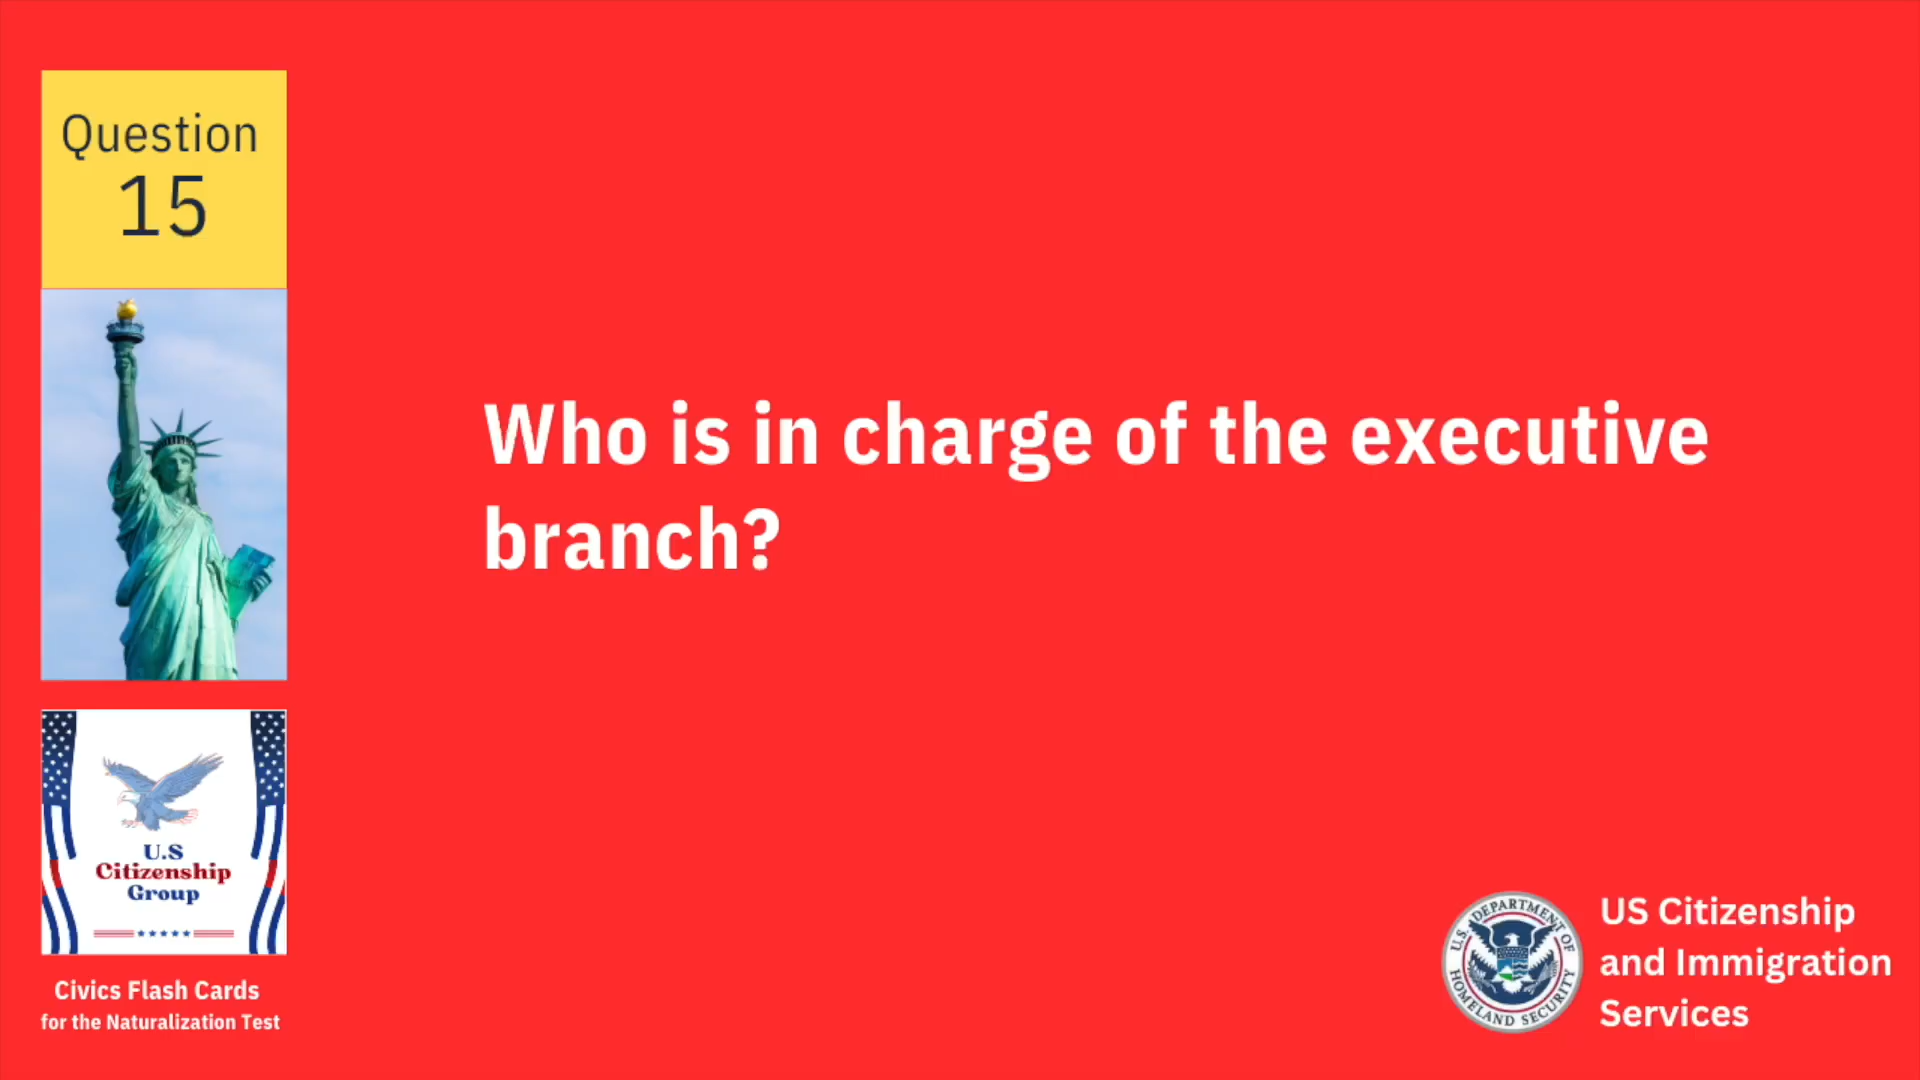 Question
15
Who is in charge of the executive
branch?
U.S
Citizenship
Group
Civics Flash Cards
for the Naturalization Test
U.S. DEPARTMENT OF
HOMELAND SECURITY
US Citizenship
and Immigration
Services